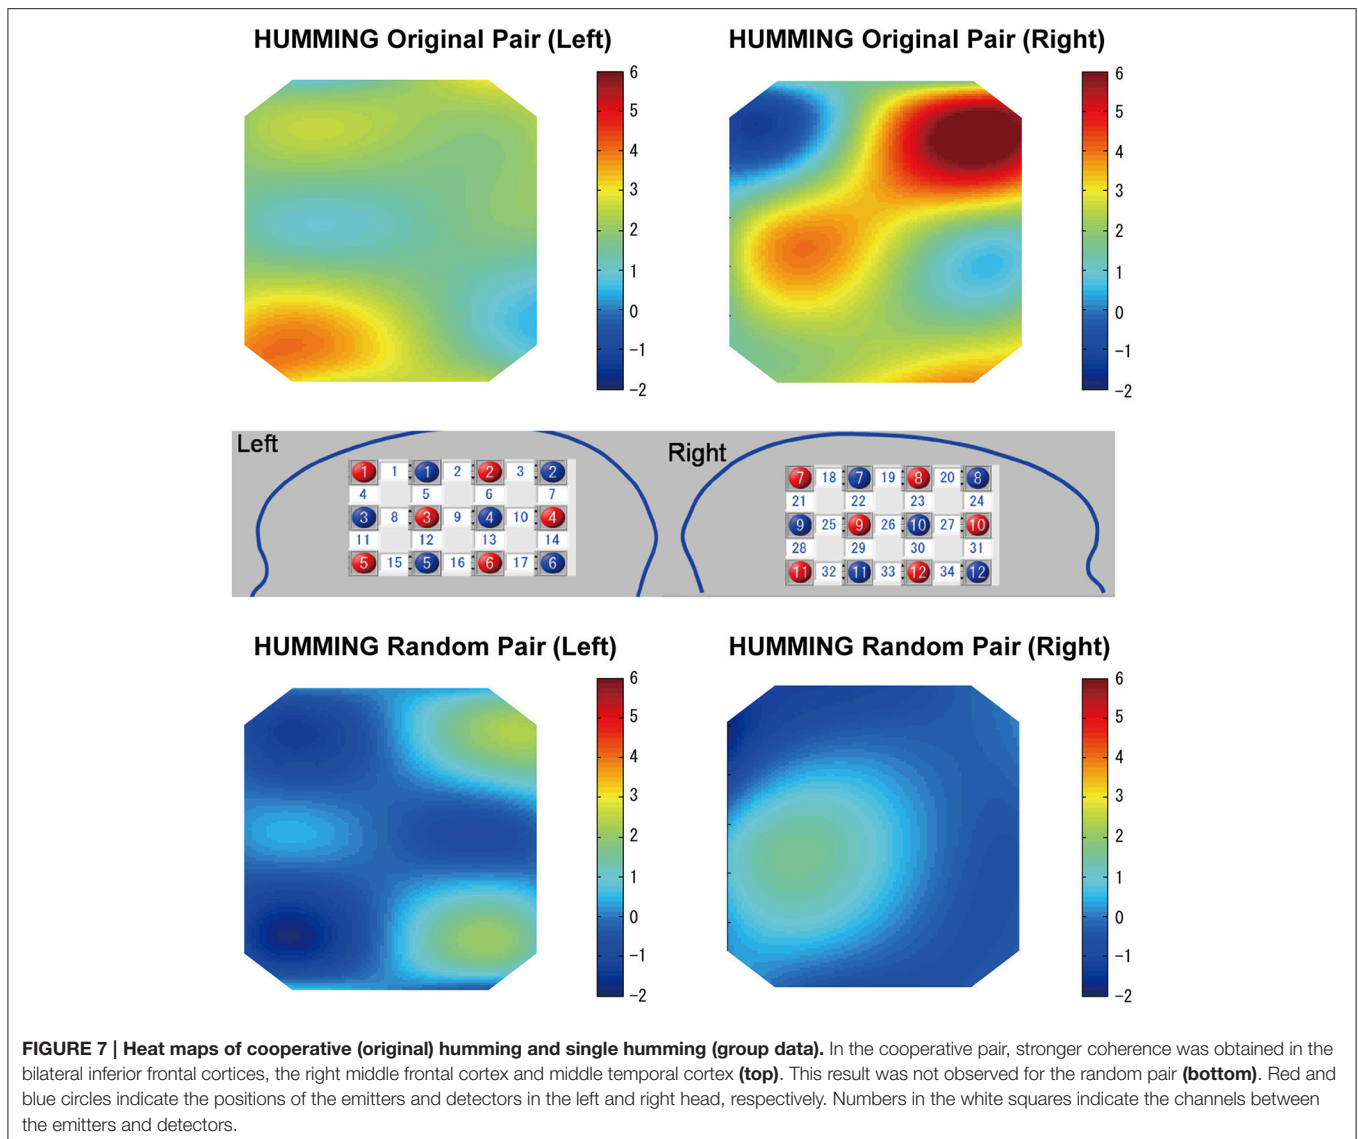 HUMMING Original Pair (Left)
HUMMING Original Pair (Right)
6
5
4
3
2
1
0
−1
−2
6
5
4
3
2
1
0
−1
−2
Left
1 1 1 2 2 3 2
4 5 6 7
3 8 3 9 4 10 4
11 12 13 14
5 15 5 16 6 17 6
Right
7 18 7 19 8 20 8
21 22 23 24
9 25 9 26 10 27 10
28 29 30 31
11 32 11 33 12 34 12
HUMMING Random Pair (Left)
HUMMING Random Pair (Right)
6
5
4
3
2
1
0
−1
−2
6
5
4
3
2
1
0
−1
−2
FIGURE 7 | Heat maps of cooperative (original) humming and single humming (group data). In the cooperative pair, stronger coherence was obtained in the
bilateral inferior frontal cortices, the right middle frontal cortex and middle temporal cortex (top). This result was not observed for the random pair (bottom). Red and
blue circles indicate the positions of the emitters and detectors in the left and right head, respectively. Numbers in the white squares indicate the channels between
the emitters and detectors.